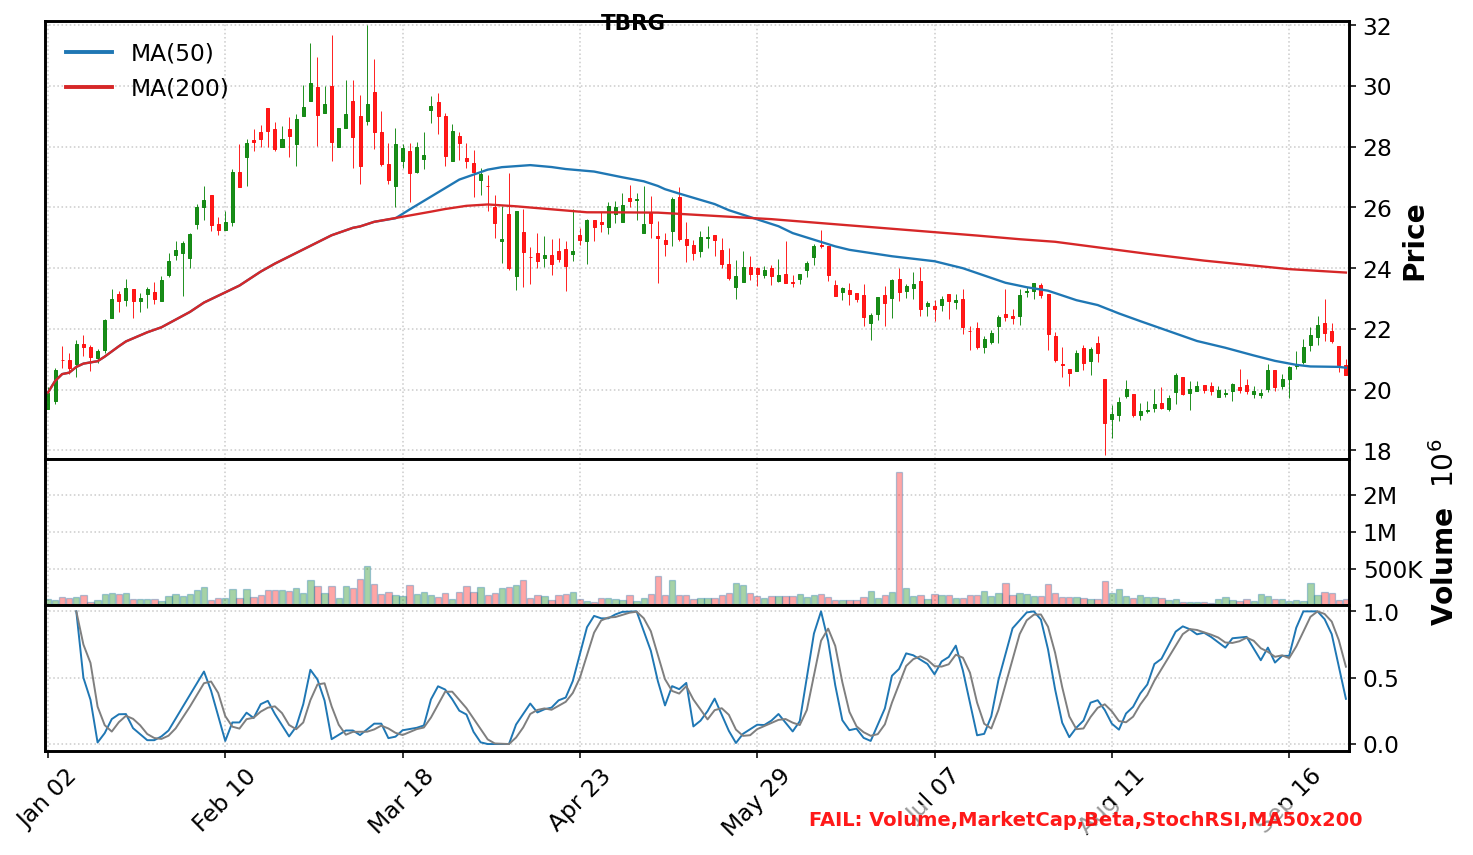 TBRG
MA(50)
MA(200)
32
30
28
26
24
22
20
18
Price
2M
1M
500K
Volume 10^6
1.0
0.5
0.0
Jan 02
Feb 10
Mar 18
Apr 23
May 29
Jul 07
Aug 11
Sep 16
FAIL: Volume,MarketCap,Beta,StochRSI,MA50x200